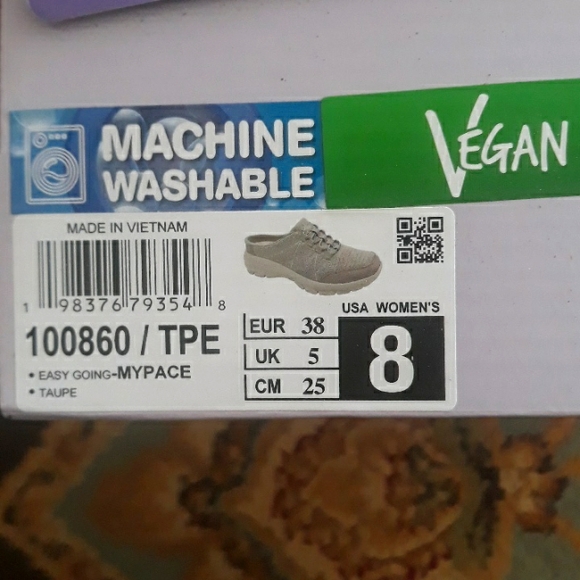 MACHINE
WASHABLE
VEGAN
MADE IN VIETNAM
1 98376 79354 8
100860 / TPE
• EASY GOING-MYPACE
• TAUPE
EUR 38
UK 5
CM 25
USA WOMEN'S
8